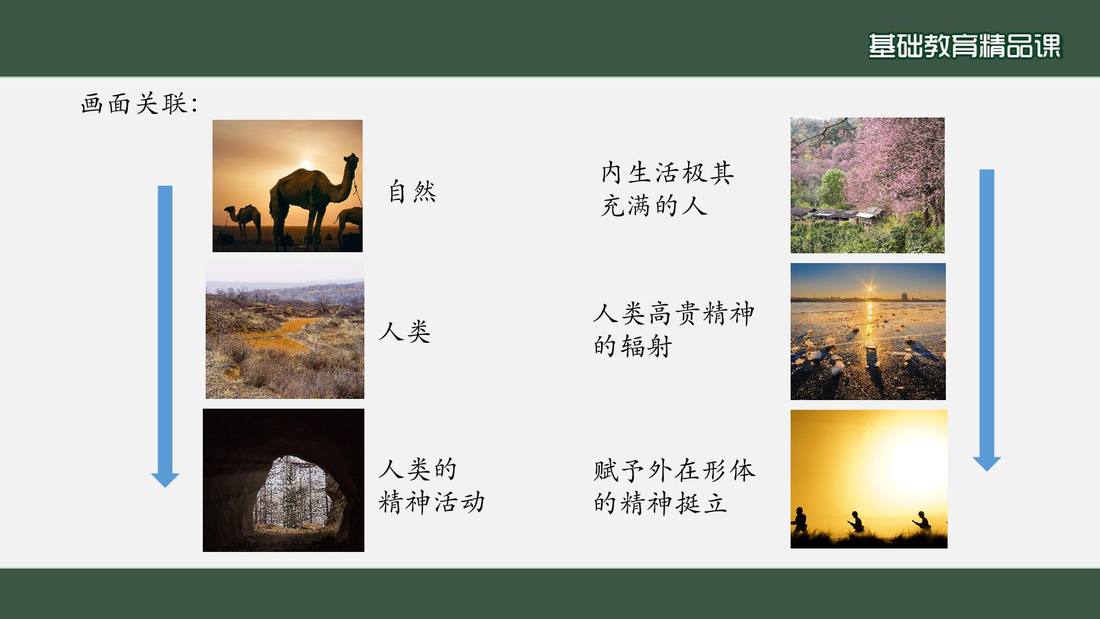 基础教育精品课
画面关联：
自然
人类
人类的
精神活动
内生活极其
充满的人
人类高贵精神
的辐射
赋予外在形体
的精神挺立